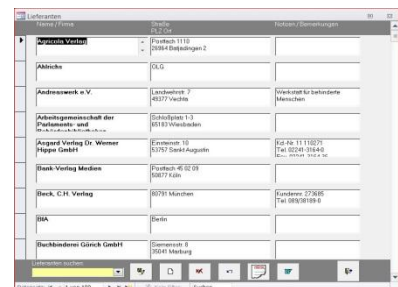 Lieferanten
Name / Firma
Straße
PLZ Ort
Notizen / Bemerkungen
Agricola Verlag
Postfach 1110
26964 Butjadingen 2
Ahlrichs
OLG
Andreaswerk e.V.
Landwehrstr. 7
49377 Vechta
Werkstatt für behinderte
Menschen
Arbeitsgemeinschaft der
Parlaments- und
Behördenbibliotheken
Schloßplatz 1-3
65183 Wiesbaden
Asgard Verlag Dr. Werner
Hippe GmbH
Einsteinstr. 10
53757 Sankt Augustin
Kd.-Nr. 11 110271
Tel. 02241-3164-0
Bank-Verlag Medien
Postfach 45 02 09
50877 Köln
Beck, C.H. Verlag
80791 München
Kundennr. 273685
Tel. 089/38189-0
BIA
Berlin
Buchbinderei Görich GmbH
Siemensstr. 8
35041 Marburg
Lieferanten suchen:
Suchen